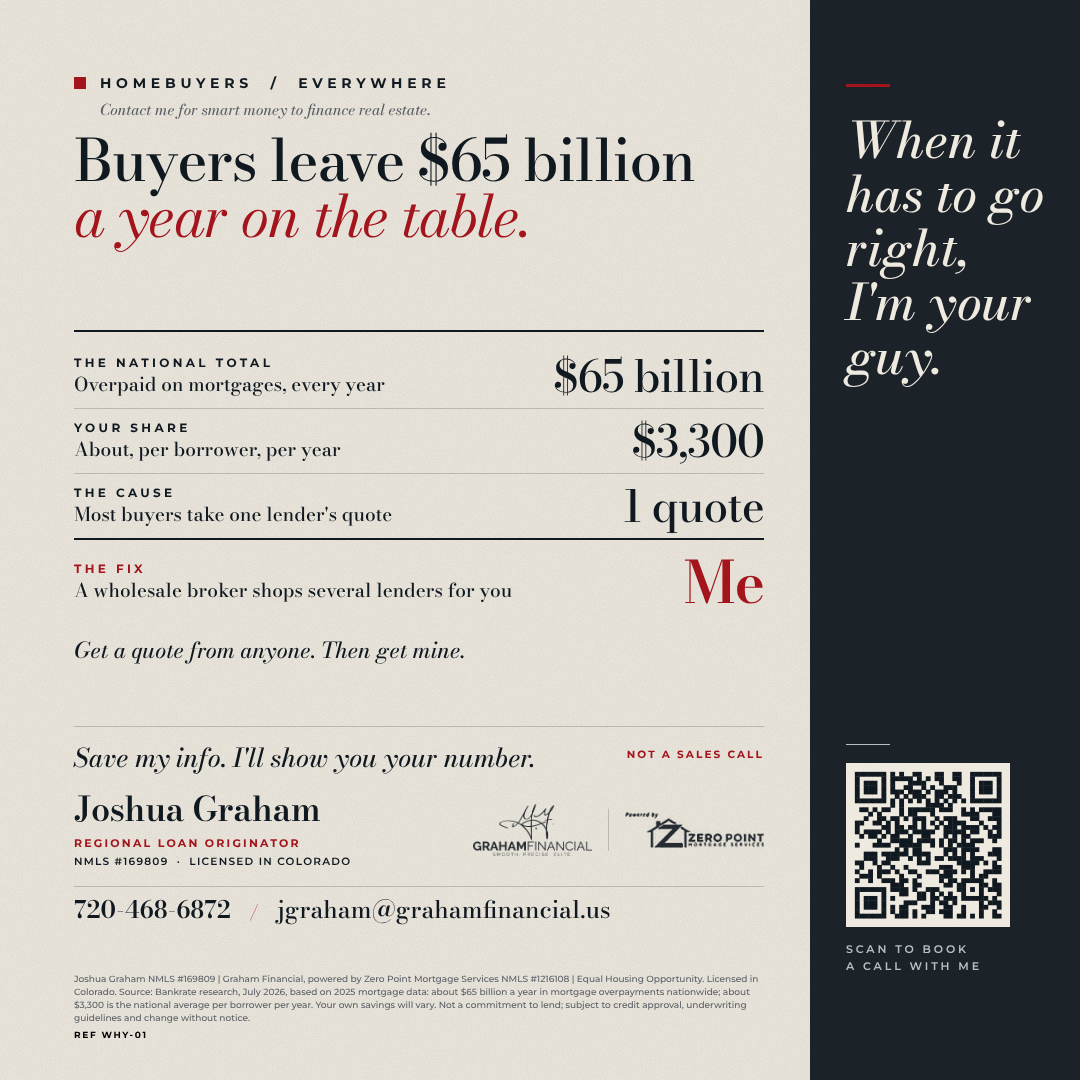 HOMEBUYERS / EVERYWHERE
Contact me for smart money to finance real estate.
Buyers leave $65 billion
a year on the table.
THE NATIONAL TOTAL
Overpaid on mortgages, every year
$65 billion
YOUR SHARE
About, per borrower, per year
$3,300
THE CAUSE
Most buyers take one lender's quote
1 quote
THE FIX
A wholesale broker shops several lenders for you
Me
Get a quote from anyone. Then get mine.
Save my info. I'll show you your number.
NOT A SALES CALL
Joshua Graham
REGIONAL LOAN ORIGINATOR
NMLS #169809 · LICENSED IN COLORADO
GRAHAMFINANCIAL
SMOOTH. PRECISE. ELITE.
Powered by
ZERO POINT
MORTGAGE SERVICES
720-468-6872 / jgraham@grahamfinancial.us
Joshua Graham NMLS #169809 | Graham Financial, powered by Zero Point Mortgage Services NMLS #1216108 | Equal Housing Opportunity. Licensed in
Colorado. Source: Bankrate research, July 2026, based on 2025 mortgage data: about $65 billion a year in mortgage overpayments nationwide; about
$3,300 is the national average per borrower per year. Your own savings will vary. Not a commitment to lend; subject to credit approval, underwriting
guidelines and change without notice.
REF WHY-01
When it
has to go
right,
I'm your
guy.
SCAN TO BOOK
A CALL WITH ME